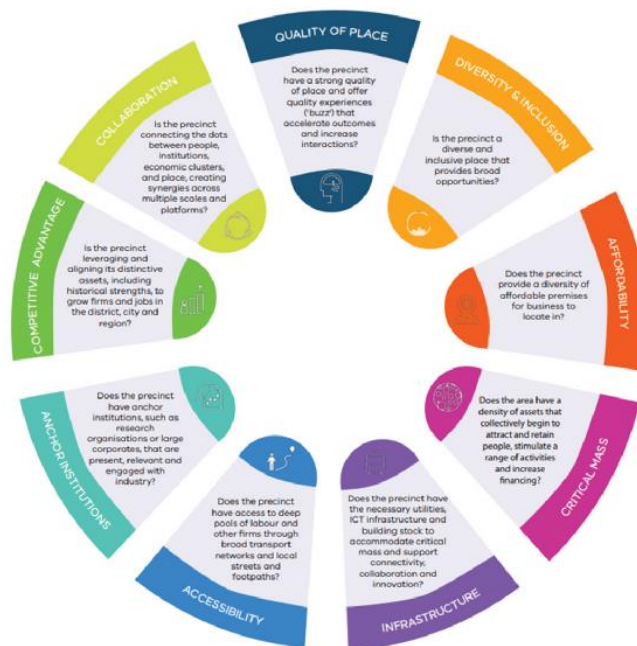 QUALITY OF PLACE
Does the precinct
have a strong quality
of place and offer
quality experiences
('buzz') that
accelerate outcomes
and increase
interactions?
DIVERSITY & INCLUSION
Is the precinct a
diverse and
inclusive place that
provides broad
opportunities?
AFFORDABILITY
Does the precinct
provide a diversity of
affordable premises
for business to
locate in?
CRITICAL MASS
Does the area have a
density of assets that
collectively begin to
attract and retain
people, stimulate a
range of activities
and increase
financing?
INFRASTRUCTURE
Does the precinct have
the necessary utilities,
ICT infrastructure and
building stock to
accommodate critical
mass and support
connectivity,
collaboration and
innovation?
ACCESSIBILITY
Does the precinct
have access to deep
pools of labour and
other firms through
broad transport
networks and local
streets and
footpaths?
ANCHOR INSTITUTIONS
Does the precinct
have anchor
institutions, such as
research
organisations or large
corporates, that are
present, relevant and
engaged with
industry?
COMPETITIVE ADVANTAGE
Is the precinct
leveraging and
aligning its distinctive
assets, including
historical strengths, to
grow firms and jobs in
the district, city and
region?
COLLABORATION
Is the precinct
connecting the dots
between people,
institutions,
economic clusters,
and place, creating
synergies across
multiple scales and
platforms?